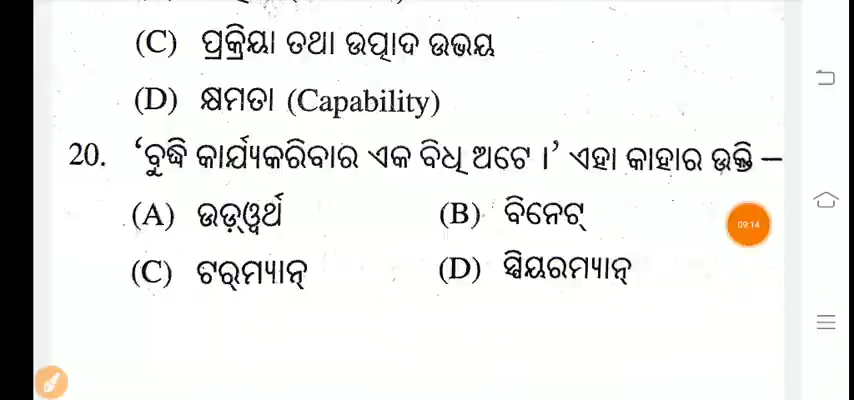 (C) ପ୍ରକ୍ରିୟା ତଥା ଉତ୍ପାଦ ଉଭୟ
(D) କ୍ଷମତା (Capability)
20. ‘ବୁଦ୍ଧି କାର୍ଯ୍ୟକରିବାର ଏକ ବିଧି ଅଟେ ।’ ଏହା କାହାର ଉକ୍ତି –
(A) ଉଡ୍‌ଓ୍ୱର୍ଥ (B) ବିନେଟ୍
(C) ଟର୍‌ମ୍ୟାନ୍ (D) ସ୍ପିୟରମ୍ୟାନ୍
09:14